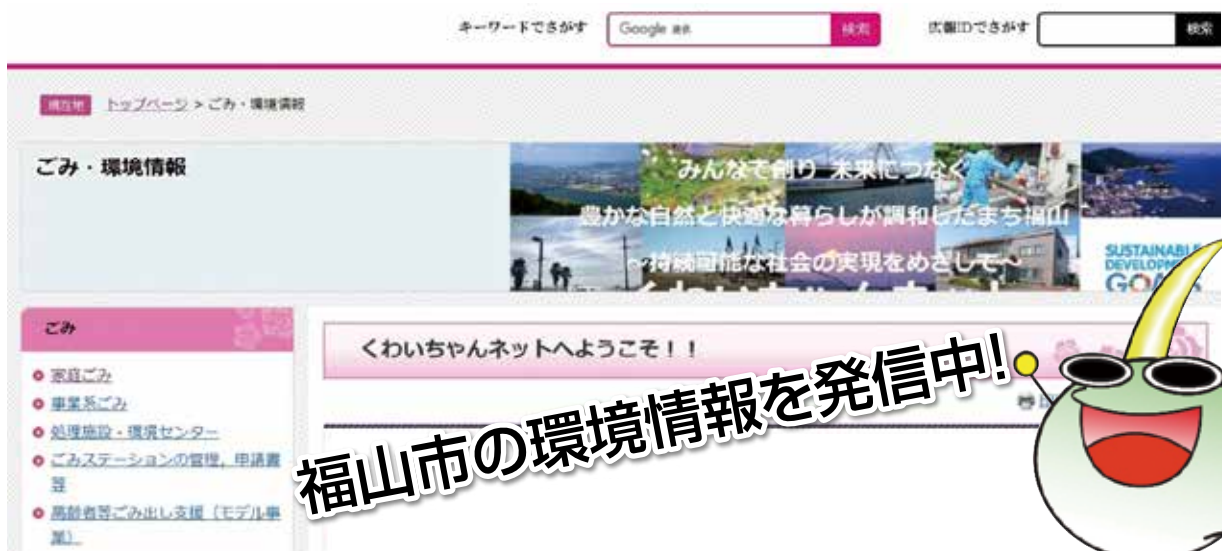 キーワードでさがす Google 提供 検索 広報IDでさがす 検索
現在地 トップページ > ごみ・環境情報
ごみ・環境情報
みんなで創り 未来につなぐ
豊かな自然と快適な暮らしが調和したまち福山
~持続可能な社会の実現をめざして~
SUSTAINABLE
DEVELOPM
GOALS
ごみ
くわいちゃんネットへようこそ！！
家庭ごみ
事業系ごみ
処理施設・環境センター
ごみステーションの管理，申請書
等
高齢者等ごみ出し支援（モデル事
業）
福山市の環境情報を発信中!